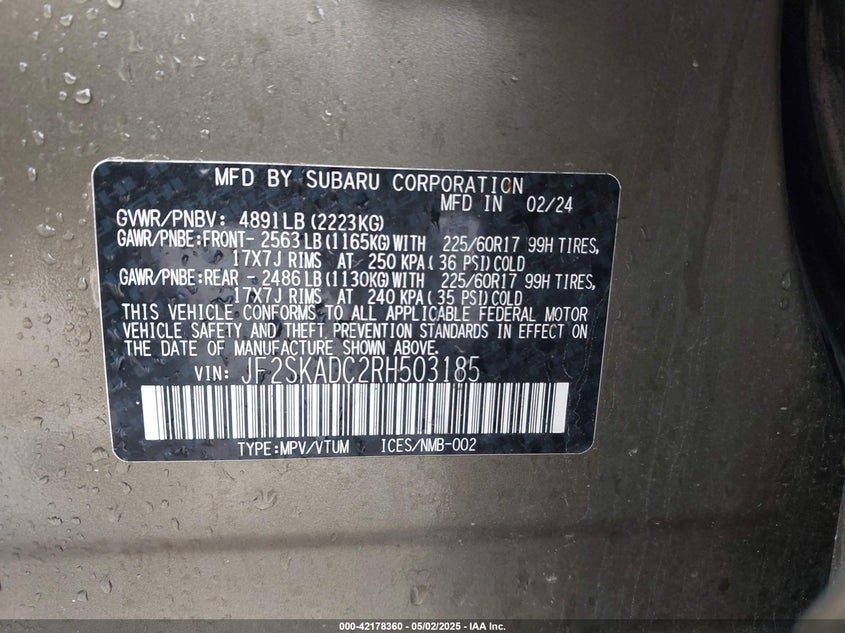 MFD BY SUBARU CORPORATION
MFD IN 02/24
GVWR/PNBV: 4891LB(2223KG)
GAWR/PNBE:FRONT- 2563LB(1165KG)WITH 225/60R17 99H TIRES,
17X7J RIMS AT 250 KPA( 36 PSI)COLD
GAWR/PNBE:REAR - 2486LB(1130KG)WITH 225/60R17 99H TIRES,
17X7J RIMS AT 240 KPA( 35 PSI)COLD
THIS VEHICLE CONFORMS TO ALL APPLICABLE FEDERAL MOTOR
VEHICLE SAFETY AND THEFT PREVENTION STANDARDS IN EFFECT ON
THE DATE OF MANUFACTURE SHOWN ABOVE.
VIN: JF2SKADC2RH503185
TYPE:MPV/VTUM ICES/NMB-002
000-42178360 - 05/02/2025 - IAA Inc.